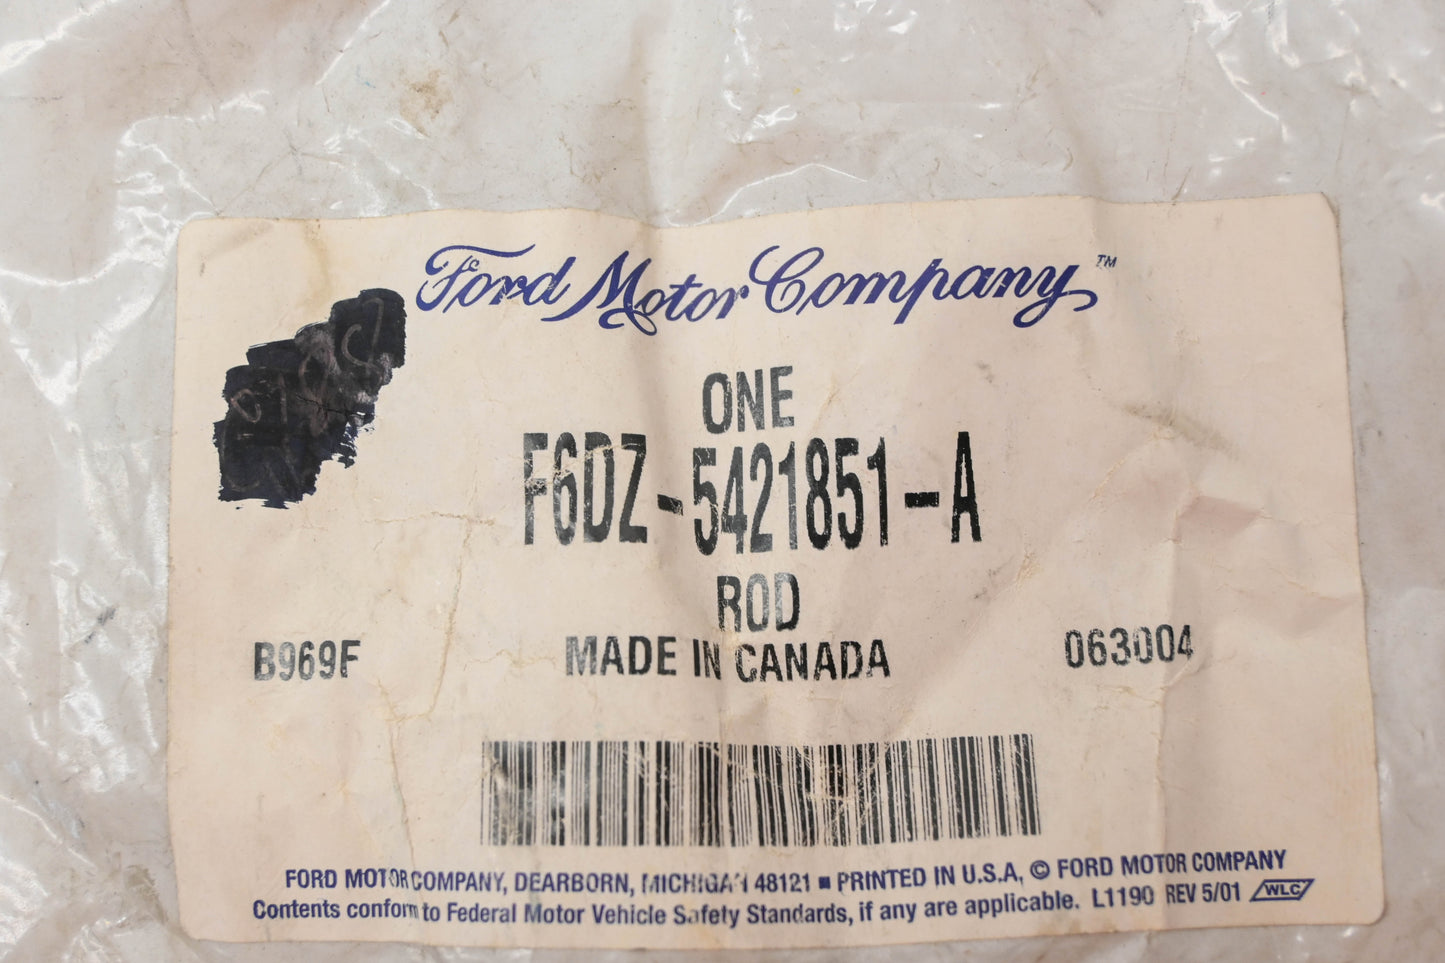 Ford Motor Company™
ONE
F6DZ-5421851-A
ROD
MADE IN CANADA
B969F
063004
FORD MOTOR COMPANY, DEARBORN, MICHIGAN 48121 ■ PRINTED IN U.S.A. © FORD MOTOR COMPANY
Contents conform to Federal Motor Vehicle Safety Standards, if any are applicable. L1190 REV 5/01 WLC